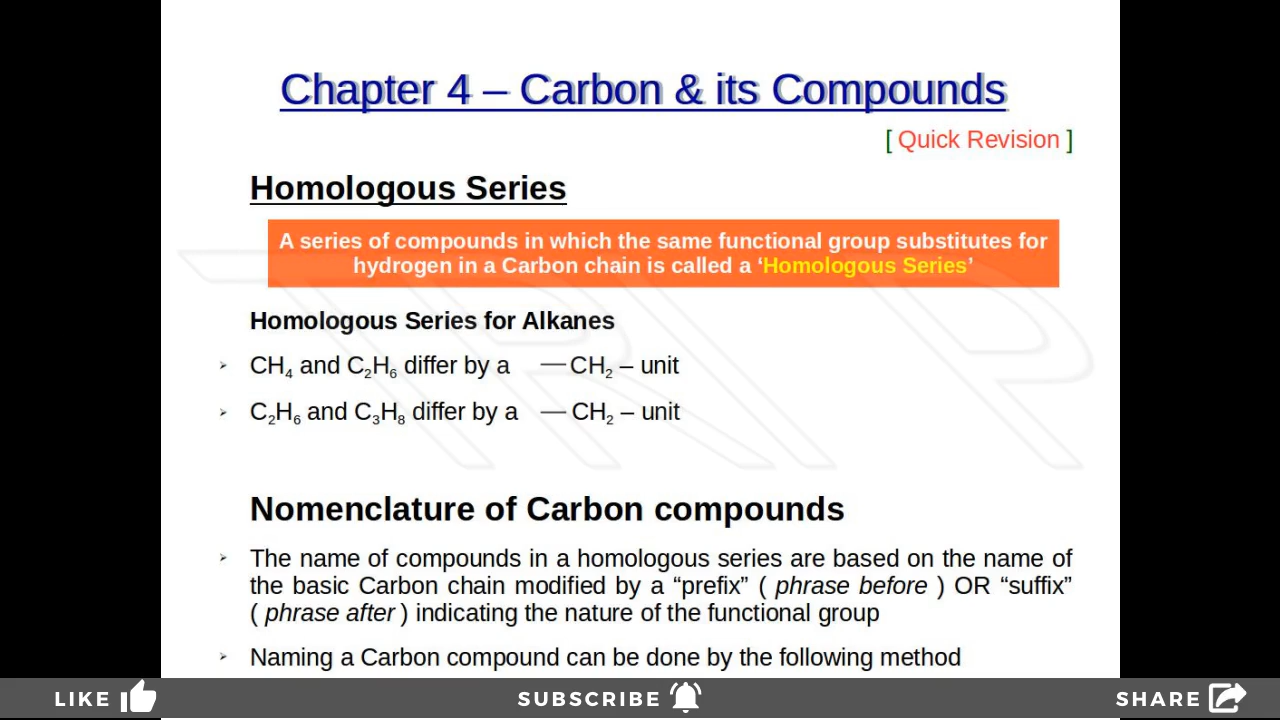 Chapter 4 – Carbon & its Compounds
[ Quick Revision ]
Homologous Series
A series of compounds in which the same functional group substitutes for
hydrogen in a Carbon chain is called a ‘Homologous Series’
Homologous Series for Alkanes
➢ CH₄ and C₂H₆ differ by a — CH₂ – unit
➢ C₂H₆ and C₃H₈ differ by a — CH₂ – unit
Nomenclature of Carbon compounds
➢ The name of compounds in a homologous series are based on the name of
the basic Carbon chain modified by a “prefix” ( phrase before ) OR “suffix”
( phrase after ) indicating the nature of the functional group
➢ Naming a Carbon compound can be done by the following method
LIKE SUBSCRIBE SHARE